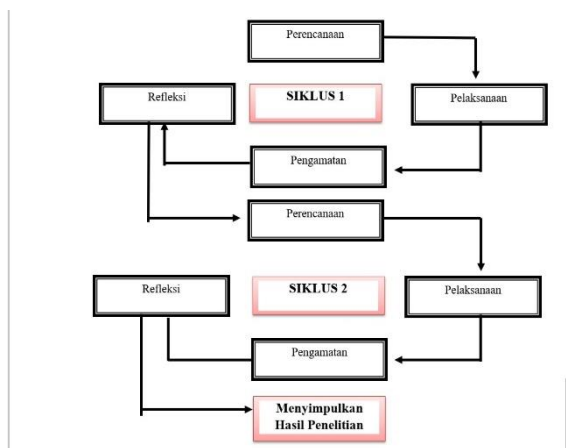 Perencanaan
Refleksi
SIKLUS 1
Pelaksanaan
Pengamatan
Perencanaan
Refleksi
SIKLUS 2
Pelaksanaan
Pengamatan
Menyimpulkan
Hasil Penelitian